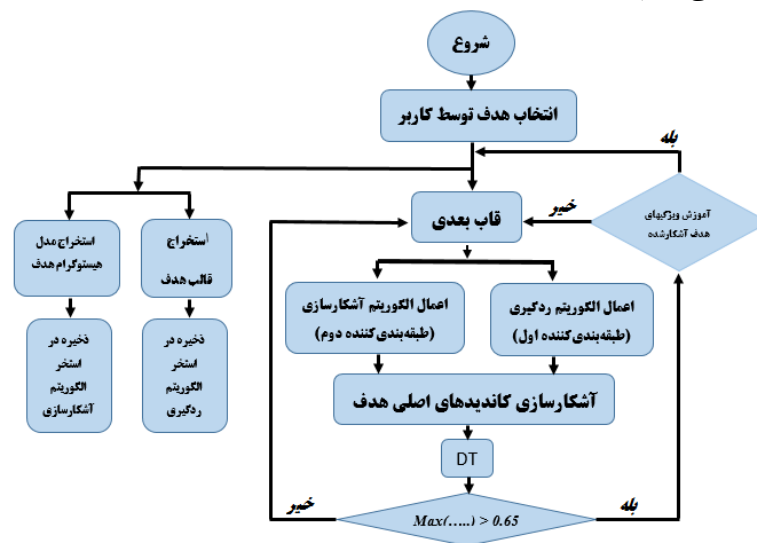 شروع
انتخاب هدف توسط کاربر
بله
آموزش ویژگیهای
هدف آشکارشده
خیر
قاب بعدی
استخراج
قالب هدف
استخراج مدل
هیستوگرام هدف
اعمال الگوریتم ردگیری
(طبقه‌بندی‌کننده اول)
اعمال الگوریتم آشکارسازی
(طبقه‌بندی‌کننده دوم)
ذخیره در
استخر
الگوریتم
ردگیری
ذخیره در
استخر
الگوریتم
آشکارسازی
آشکارسازی کاندیدهای اصلی هدف
DT
Max(…..) > 0.65
بله
خیر